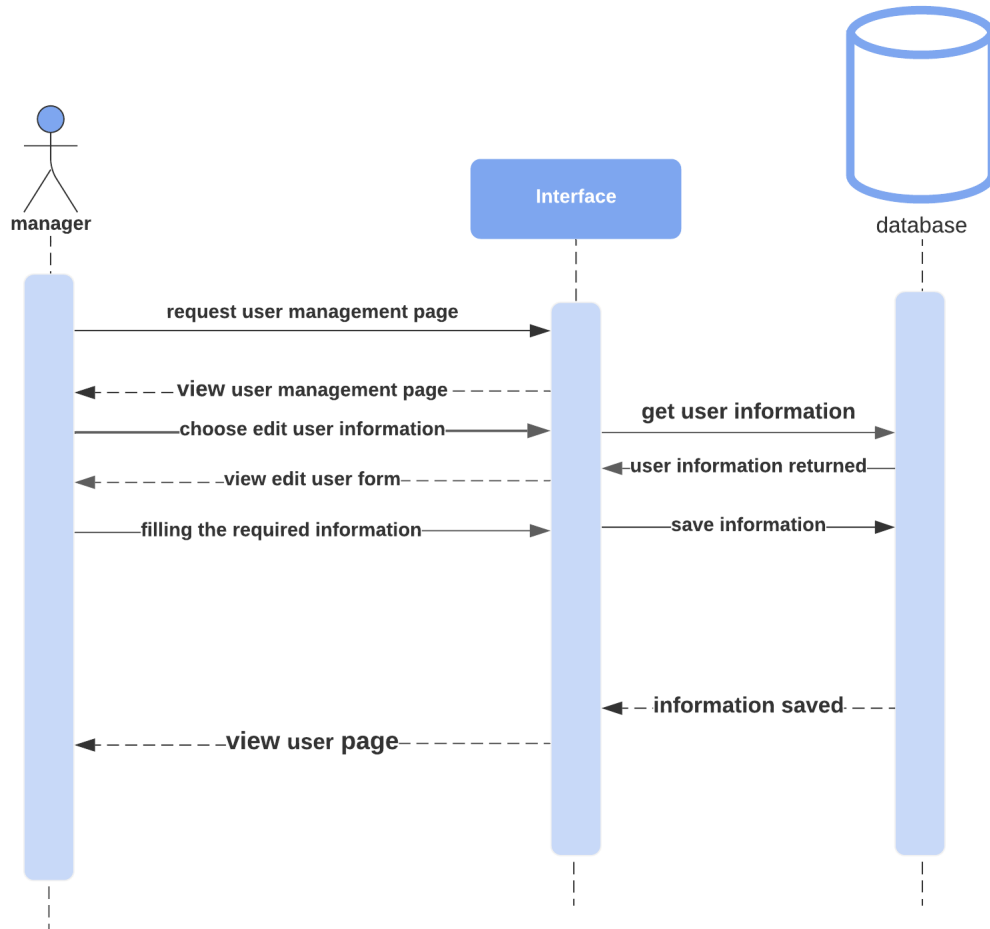 Interface
manager
database
request user management page
view user management page
get user information
choose edit user information
user information returned
view edit user form
save information
filling the required information
information saved
view user page